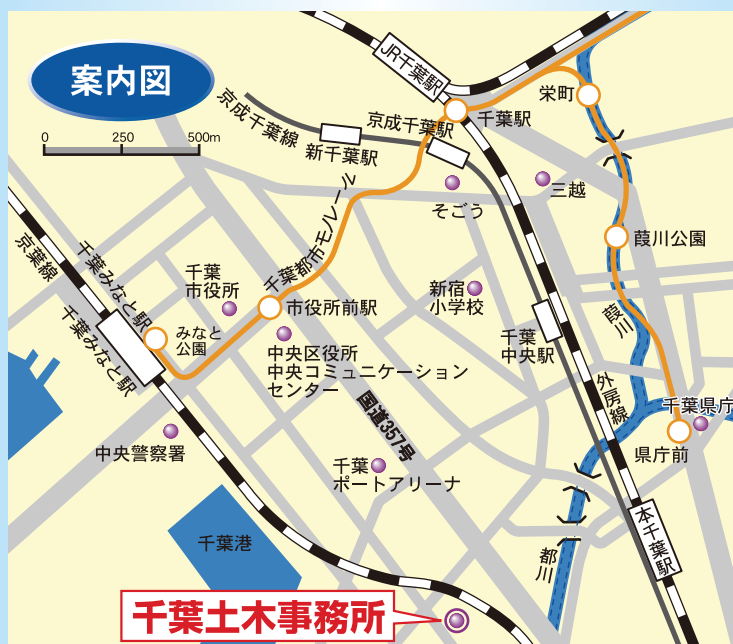 案内図
0 250 500m
JR千葉駅
京成千葉線
新千葉駅
京成千葉駅
千葉駅
栄町
そごう
三越
葭川公園
千葉都市モノレール
京葉線
千葉みなと駅
千葉みなと駅
千葉
市役所
市役所前駅
みなと
公園
新宿
小学校
千葉
中央駅
葭川
中央区役所
中央コミュニケーション
センター
国道357号
外房線
千葉県庁
県庁前
中央警察署
千葉
ポートアリーナ
本千葉駅
千葉港
都川
千葉土木事務所